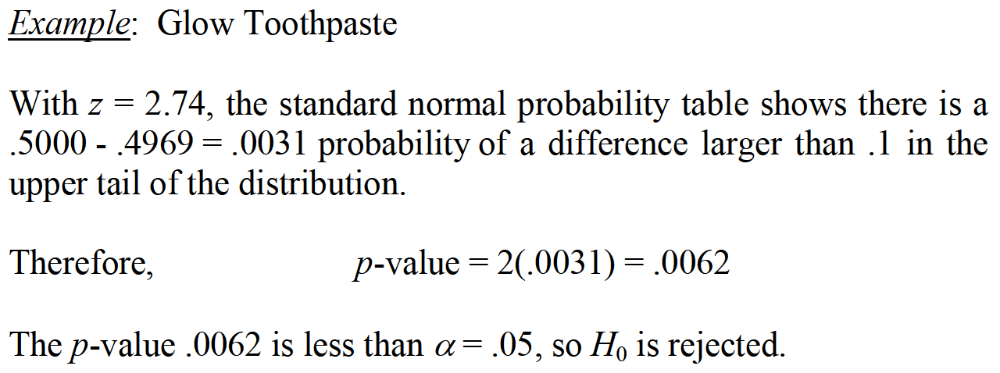 Example: Glow Toothpaste
With z = 2.74, the standard normal probability table shows there is a
.5000 - .4969 = .0031 probability of a difference larger than .1 in the
upper tail of the distribution.
Therefore, p-value = 2(.0031) = .0062
The p-value .0062 is less than α = .05, so H₀ is rejected.